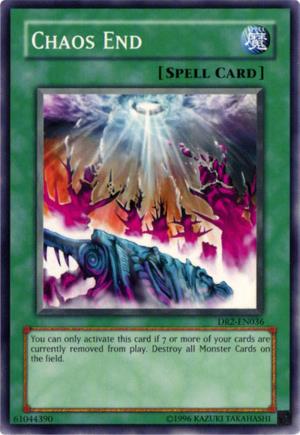 CHAOS END
魔
[SPELL CARD]
DR2-EN036
You can only activate this card if 7 or more of your cards are
currently removed from play. Destroy all Monster Cards on
the field.
61044390
©1996 KAZUKI TAKAHASHI